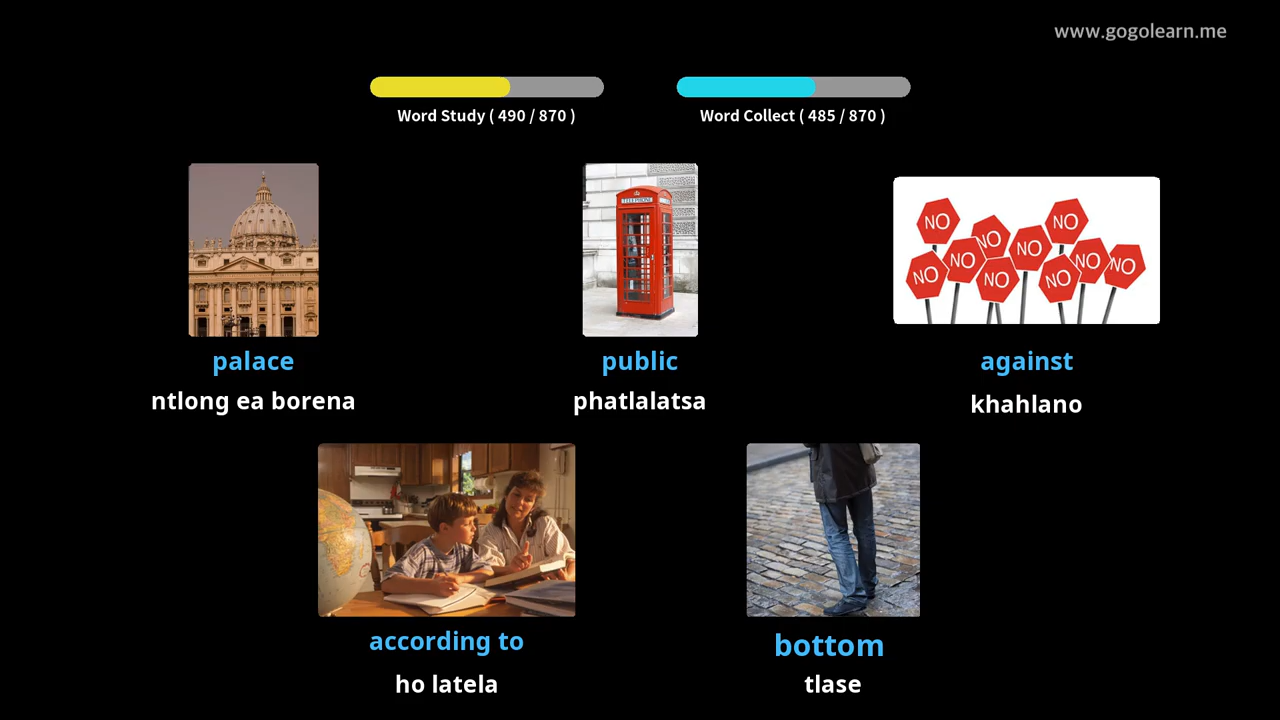 www.gogolearn.me
Word Study ( 490 / 870 )
Word Collect ( 485 / 870 )
TELEPHONE
NO
NO
NO
NO
NO
NO
NO
NO
NO
NO
palace
public
against
ntlong ea borena
phatlalatsa
khahlano
according to
bottom
ho latela
tlase